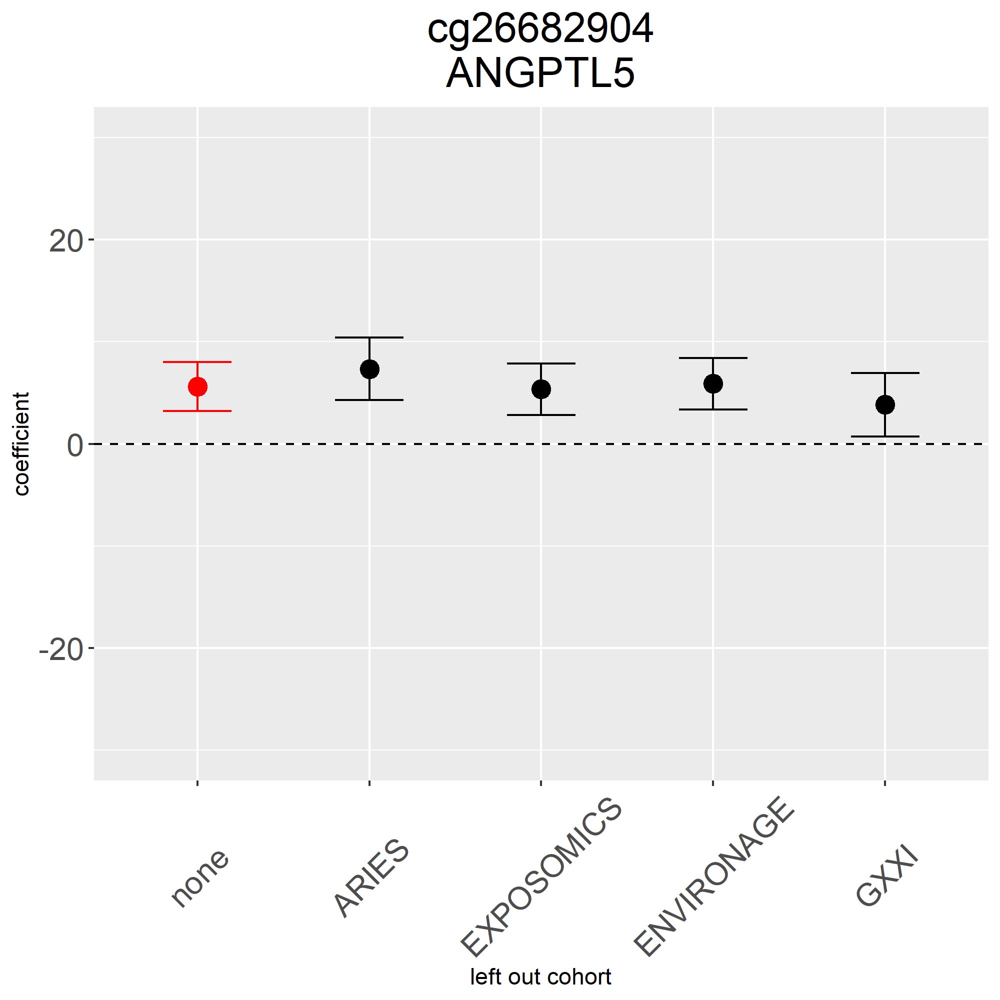 cg26682904
ANGPTL5
coefficient
20
0
-20
none
ARIES
EXPOSOMICS
ENVIRONAGE
GXXI
left out cohort